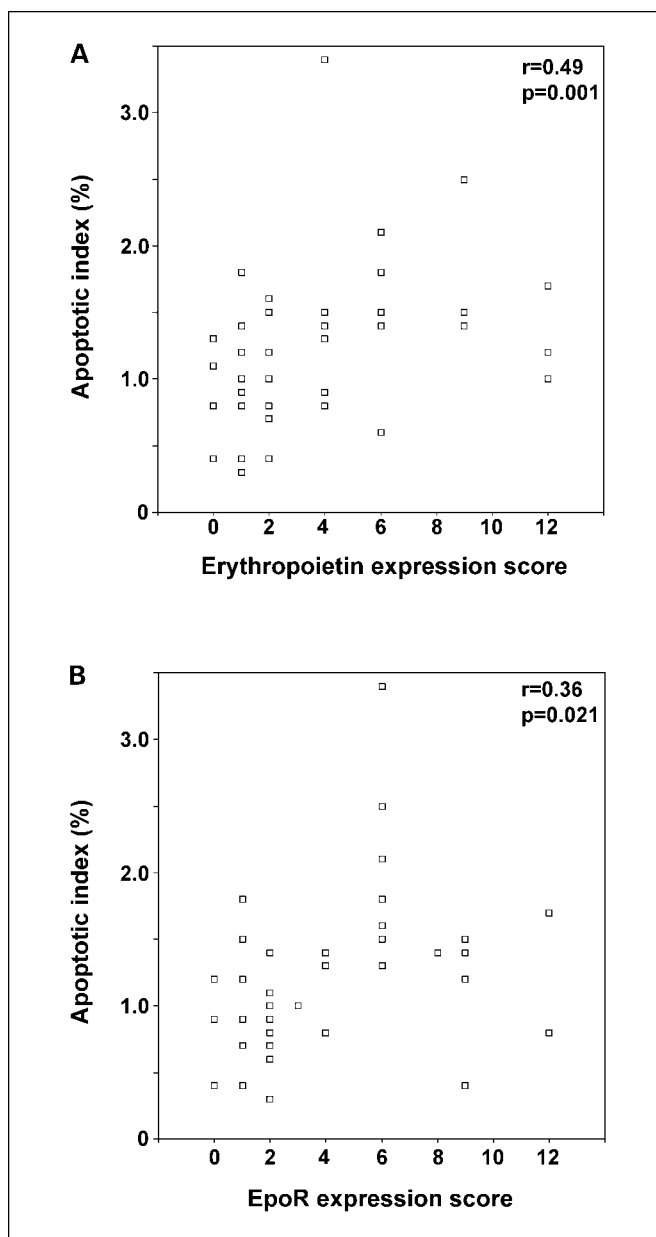 A
r=0.49
p=0.001
3.0
2.0
1.0
0
Apoptotic index (%)
0 2 4 6 8 10 12
Erythropoietin expression score
B
r=0.36
p=0.021
3.0
2.0
1.0
0
Apoptotic index (%)
0 2 4 6 8 10 12
EpoR expression score